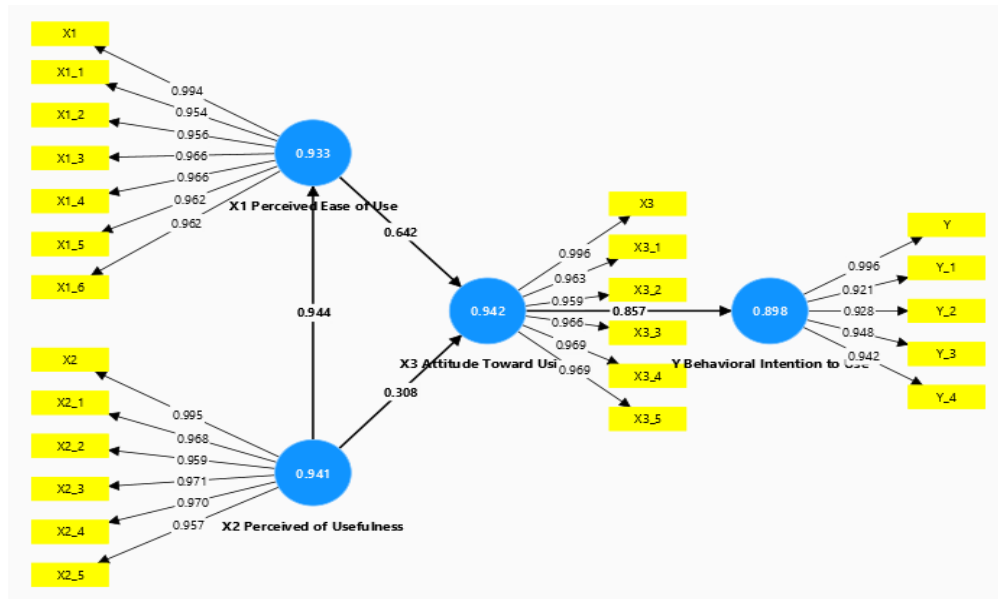 X1
X1_1
X1_2
X1_3
X1_4
X1_5
X1_6
0.994
0.954
0.956
0.966
0.966
0.962
0.962
0.933
X1 Perceived Ease of Use
0.642
0.944
0.308
X2
X2_1
X2_2
X2_3
X2_4
X2_5
0.995
0.968
0.959
0.971
0.970
0.957
0.941
X2 Perceived of Usefulness
0.942
X3 Attitude Toward Usi
X3
X3_1
X3_2
X3_3
X3_4
X3_5
0.996
0.963
0.959
0.966
0.969
0.969
0.857
0.898
Y Behavioral Intention to Use
Y
Y_1
Y_2
Y_3
Y_4
0.996
0.921
0.928
0.948
0.942